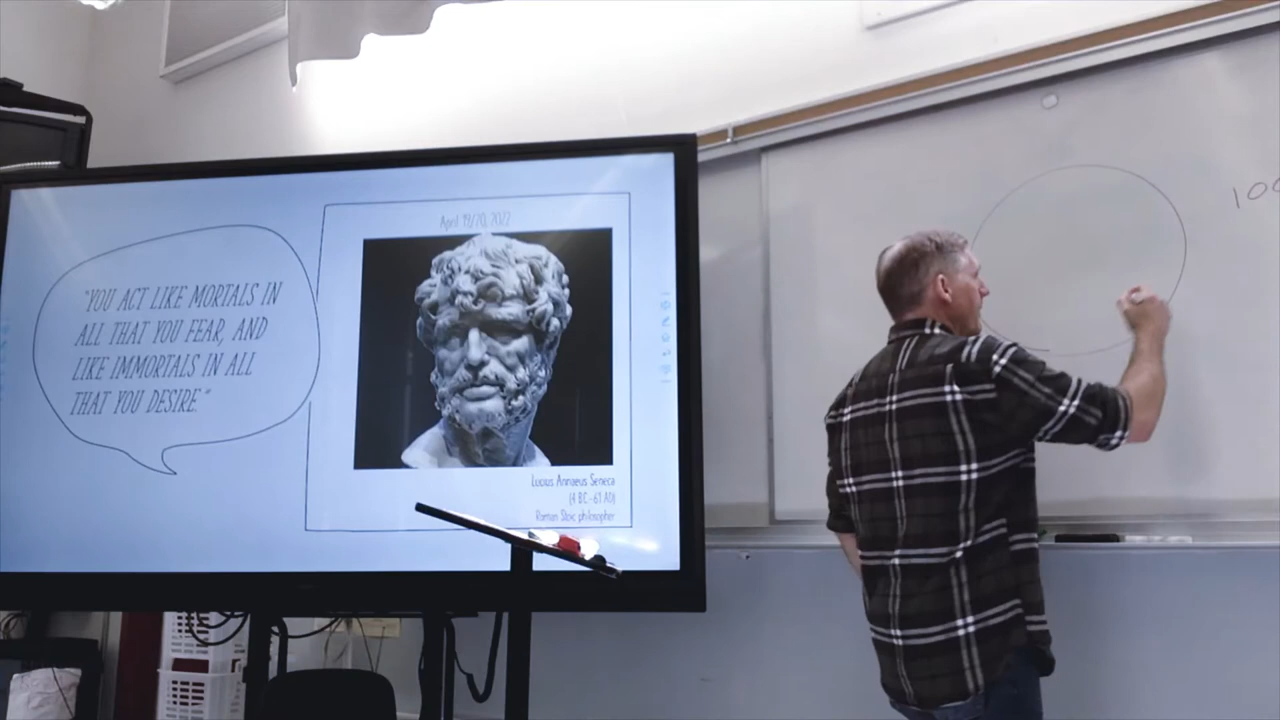 "YOU ACT LIKE MORTALS IN
ALL THAT YOU FEAR, AND
LIKE IMMORTALS IN ALL
THAT YOU DESIRE."
April 19/20, 2022
Lucius Annaeus Seneca
(4 BC-61 AD)
Roman Stoic philosopher
100